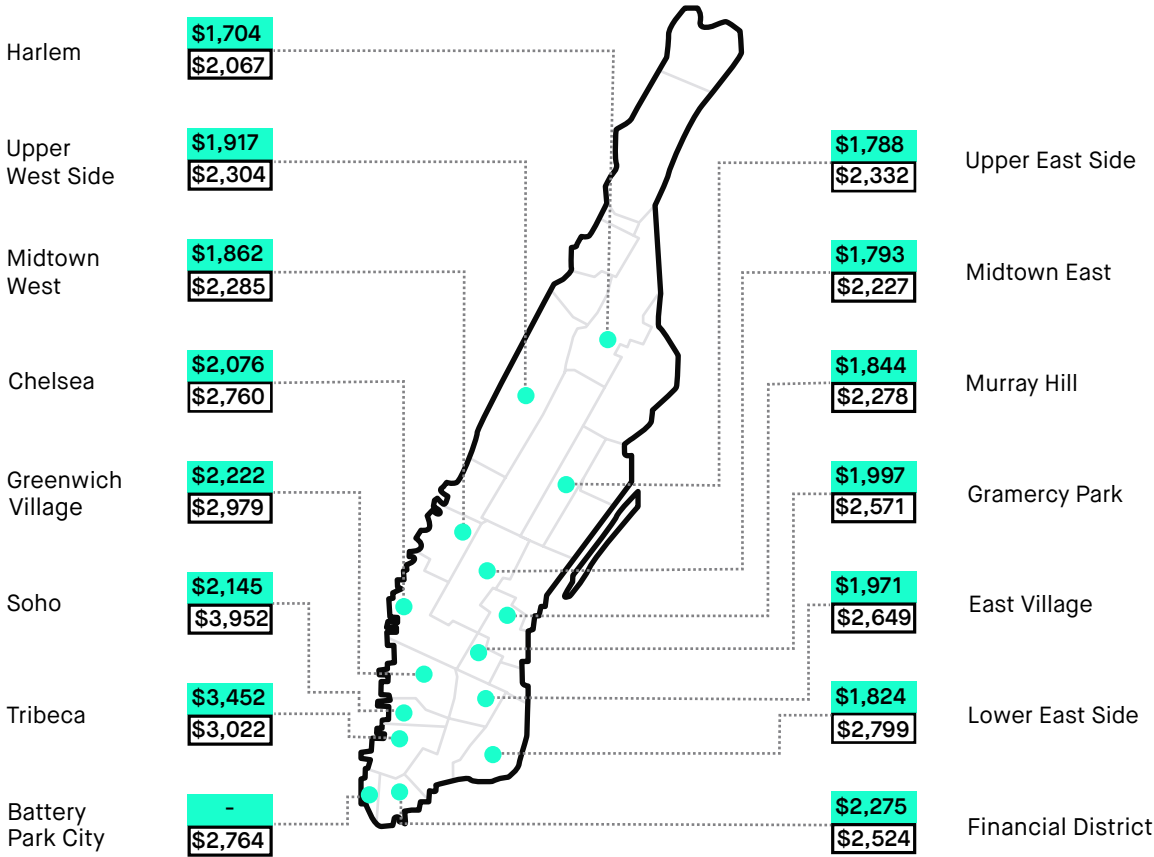 Harlem
$1,704
$2,067
Upper
West Side
$1,917
$2,304
Midtown
West
$1,862
$2,285
Chelsea
$2,076
$2,760
Greenwich
Village
$2,222
$2,979
Soho
$2,145
$3,952
Tribeca
$3,452
$3,022
Battery
Park City
-
$2,764
$1,788
$2,332
Upper East Side
$1,793
$2,227
Midtown East
$1,844
$2,278
Murray Hill
$1,997
$2,571
Gramercy Park
$1,971
$2,649
East Village
$1,824
$2,799
Lower East Side
$2,275
$2,524
Financial District